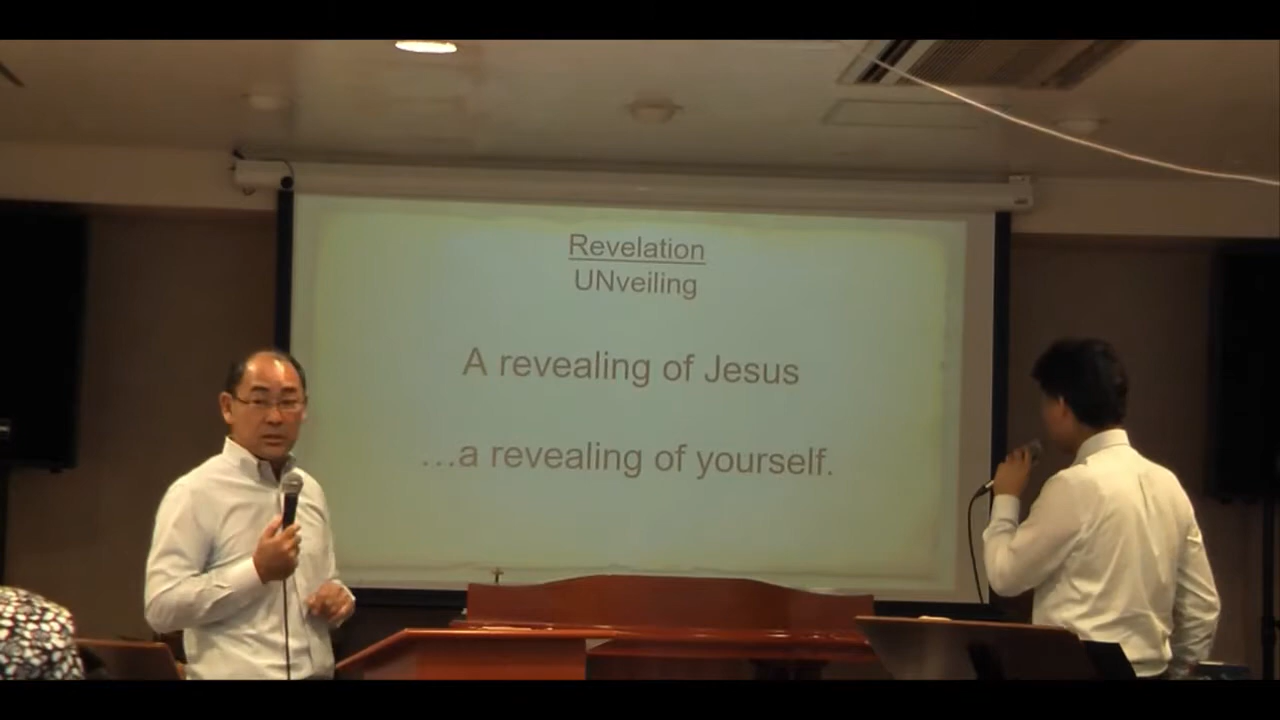 Revelation
UNveiling
A revealing of Jesus
...a revealing of yourself.